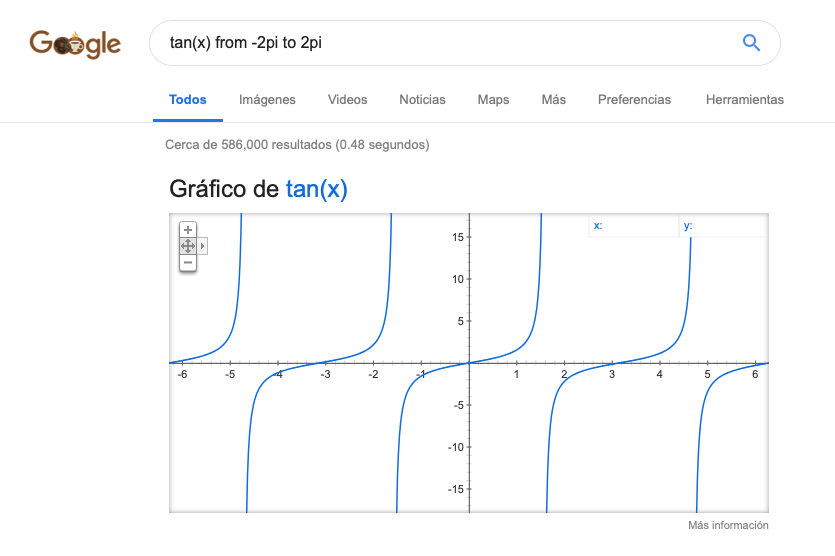 Google
tan(x) from -2pi to 2pi
Todos Imágenes Videos Noticias Maps Más Preferencias Herramientas
Cerca de 586,000 resultados (0.48 segundos)
Gráfico de tan(x)
x: y:
15
10
5
-6 -5 -4 -3 -2 -1 1 2 3 4 5 6
-5
-10
-15
Más información